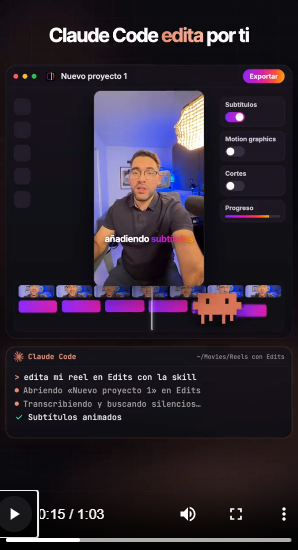 Claude Code edita por ti
Nuevo proyecto 1
Exportar
Subtítulos
Motion graphics
Cortes
Progreso
añadiendo subtítulos
Claude Code
~/Movies/Reels con Edits
> edita mi reel en Edits con la skill
Abriendo «Nuevo proyecto 1» en Edits
Transcribiendo y buscando silencios…
✓ Subtítulos animados
0:15 / 1:03